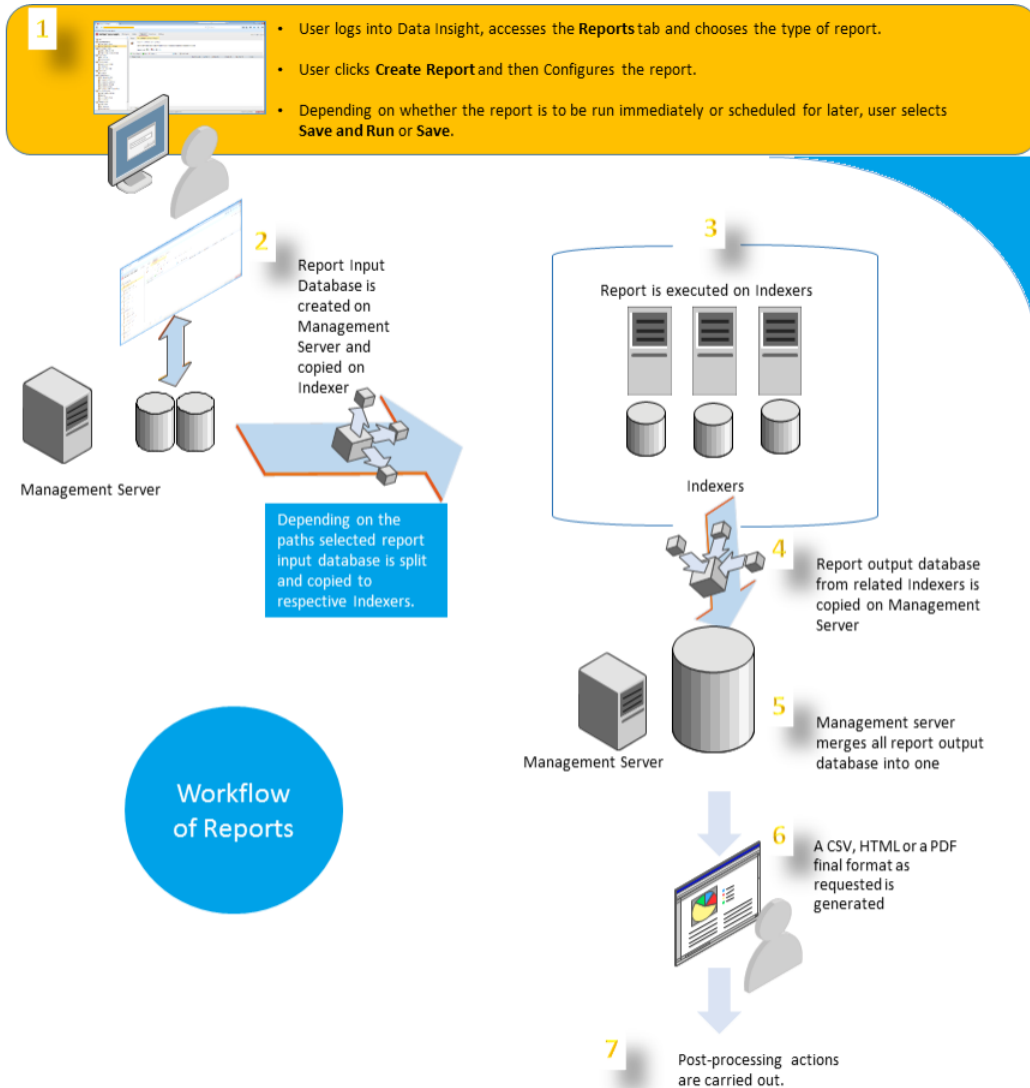 1
• User logs into Data Insight, accesses the Reports tab and chooses the type of report.
• User clicks Create Report and then Configures the report.
• Depending on whether the report is to be run immediately or scheduled for later, user selects
Save and Run or Save.
2
Report Input
Database is
created on
Management
Server and
copied on
Indexer
Management Server
Depending on the
paths selected report
input database is split
and copied to
respective Indexers.
3
Report is executed on Indexers
Indexers
4
Report output database
from related Indexers is
copied on Management
Server
5
Management server
merges all report output
database into one
Management Server
Workflow
of Reports
6
A CSV, HTML or a PDF
final format as
requested is
generated
7
Post-processing actions
are carried out.